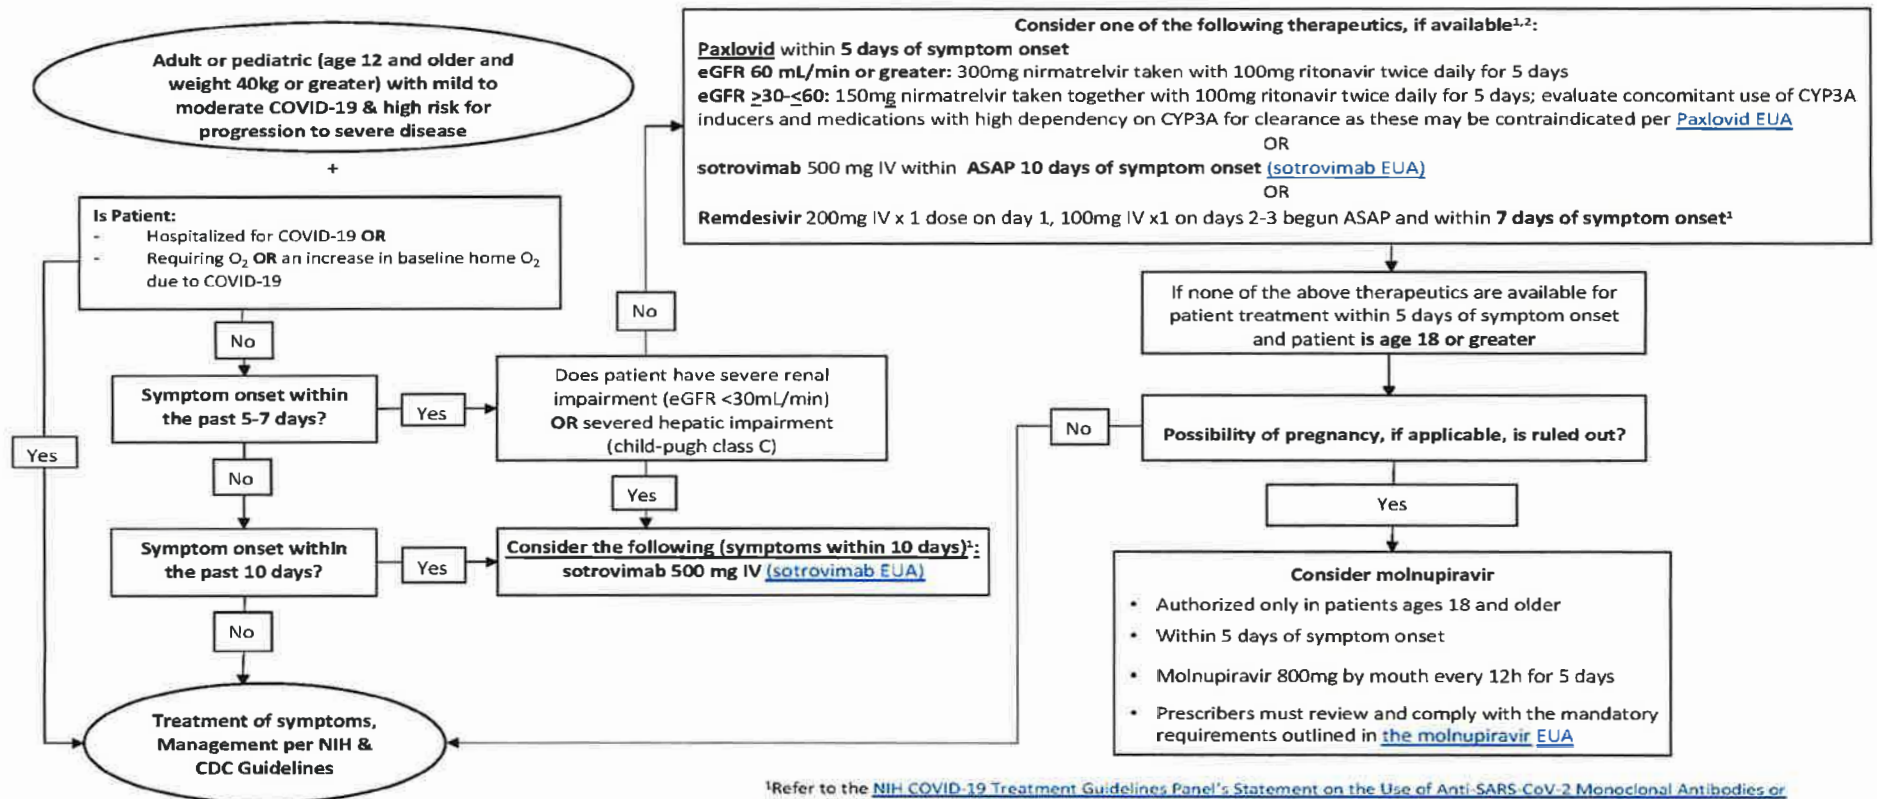 Adult or pediatric (age 12 and older and
weight 40kg or greater) with mild to
moderate COVID-19 & high risk for
progression to severe disease
+
Is Patient:
- Hospitalized for COVID-19 OR
- Requiring O₂ OR an increase in baseline home O₂
due to COVID-19
Yes
No
Symptom onset within
the past 5-7 days?
Yes
No
Symptom onset within
the past 10 days?
Yes
No
Treatment of symptoms,
Management per NIH &
CDC Guidelines
No
Does patient have severe renal
impairment (eGFR <30mL/min)
OR severed hepatic impairment
(child-pugh class C)
Yes
Consider the following (symptoms within 10 days)¹:
sotrovimab 500 mg IV (sotrovimab EUA)
Consider one of the following therapeutics, if available¹,²:
Paxlovid within 5 days of symptom onset
eGFR 60 mL/min or greater: 300mg nirmatrelvir taken with 100mg ritonavir twice daily for 5 days
eGFR ≥30-≤60: 150mg nirmatrelvir taken together with 100mg ritonavir twice daily for 5 days; evaluate concomitant use of CYP3A
inducers and medications with high dependency on CYP3A for clearance as these may be contraindicated per Paxlovid EUA
OR
sotrovimab 500 mg IV within ASAP 10 days of symptom onset (sotrovimab EUA)
OR
Remdesivir 200mg IV x 1 dose on day 1, 100mg IV x1 on days 2-3 begun ASAP and within 7 days of symptom onset¹
If none of the above therapeutics are available for
patient treatment within 5 days of symptom onset
and patient is age 18 or greater
No
Possibility of pregnancy, if applicable, is ruled out?
Yes
Consider molnupiravir
• Authorized only in patients ages 18 and older
• Within 5 days of symptom onset
• Molnupiravir 800mg by mouth every 12h for 5 days
• Prescribers must review and comply with the mandatory
requirements outlined in the molnupiravir EUA
¹Refer to the NIH COVID-19 Treatment Guidelines Panel's Statement on the Use of Anti-SARS-CoV-2 Monoclonal Antibodies or